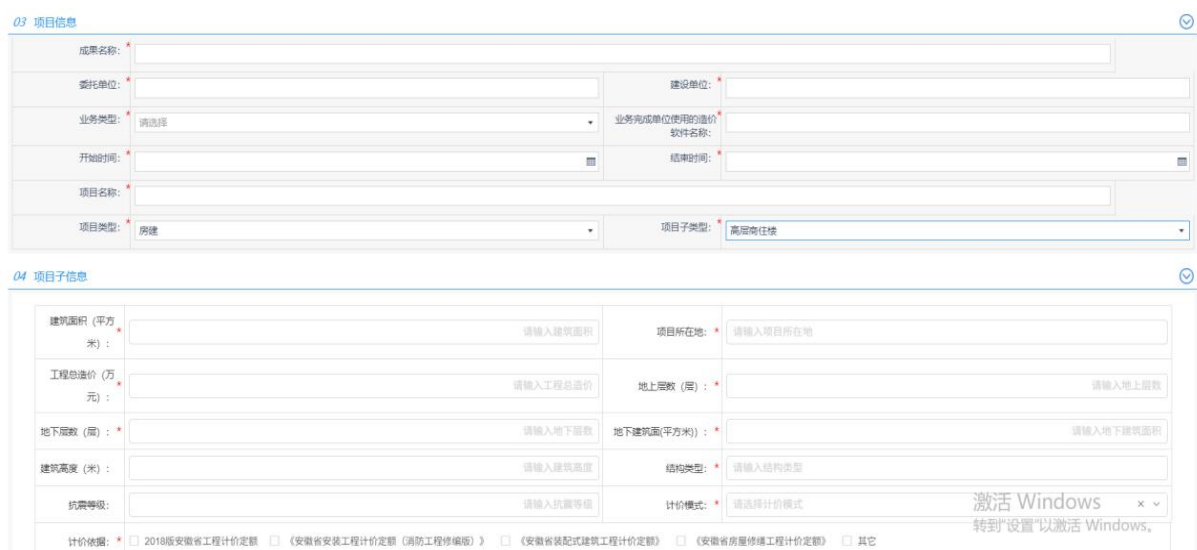 03 项目信息
成果名称: *
委托单位: * 建设单位: *
业务类型: * 请选择 业务完成单位使用的造价*
软件名称:
开始时间: * 结束时间: *
项目名称: *
项目类型: * 房建 项目子类型: * 高层商住楼
04 项目子信息
建筑面积（平方
米）: * 请输入建筑面积 项目所在地: * 请输入项目所在地
工程总造价（万
元）: * 请输入工程总造价 地上层数（层）: * 请输入地上层数
地下层数（层）: * 请输入地下层数 地下建筑面(平方米)）: * 请输入地下建筑面积
建筑高度（米）: 请输入建筑高度 结构类型: * 请输入结构类型
抗震等级: 请输入抗震等级 计价模式: * 请选择计价模式
激活 Windows
转到"设置"以激活 Windows。
计价依据: * 2018版安徽省工程计价定额 《安徽省安装工程计价定额（消防工程修编版）》 《安徽省装配式建筑工程计价定额》 《安徽省房屋修缮工程计价定额》 其它